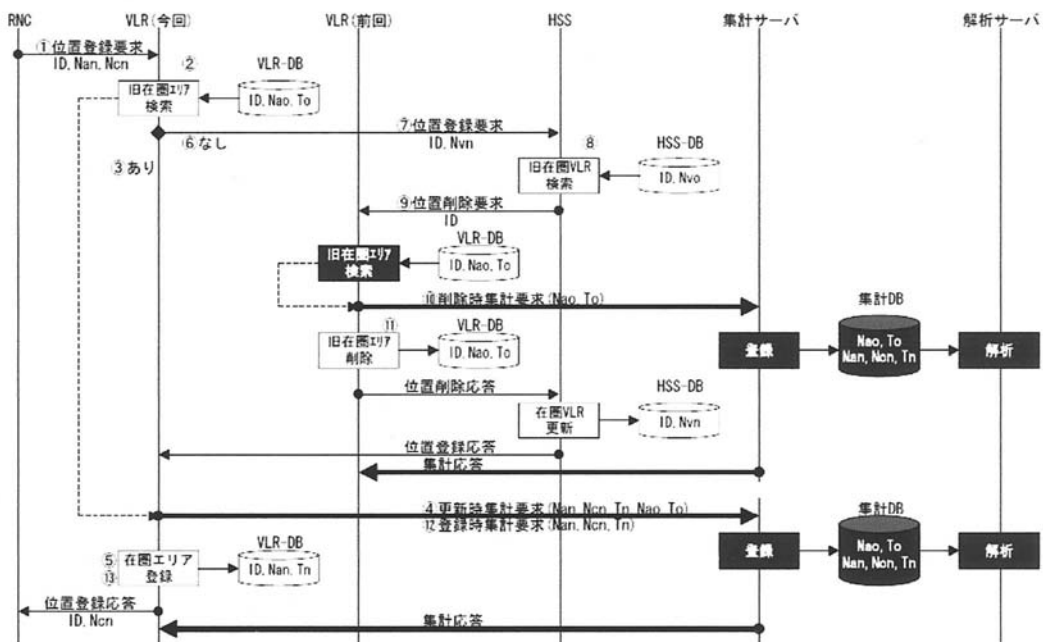 RNC
VLR(今回)
VLR(前回)
HSS
集計サーバ
解析サーバ
①位置登録要求
ID, Nan, Ncn
②
VLR-DB
旧在圏エリア
検索
ID, Nao, To
⑥なし
③あり
⑦位置登録要求
ID, Nvn
⑧
HSS-DB
旧在圏VLR
検索
ID, Nvo
⑨位置削除要求
ID
VLR-DB
旧在圏エリア
検索
ID, Nao, To
⑩削除時集計要求(Nao, To)
⑪
VLR-DB
旧在圏エリア
削除
ID, Nao, To
集計DB
登録
Nao, To
Nan, Ncn, Tn
解析
位置削除応答
HSS-DB
在圏VLR
更新
ID, Nvn
位置登録応答
集計応答
④更新時集計要求(Nan, Ncn, Tn, Nao, To)
⑫登録時集計要求(Nan, Ncn, Tn)
集計DB
登録
Nao, To
Nan, Ncn, Tn
解析
VLR-DB
⑤
⑬
在圏エリア
登録
ID, Nan, Tn
位置登録応答
ID, Ncn
集計応答